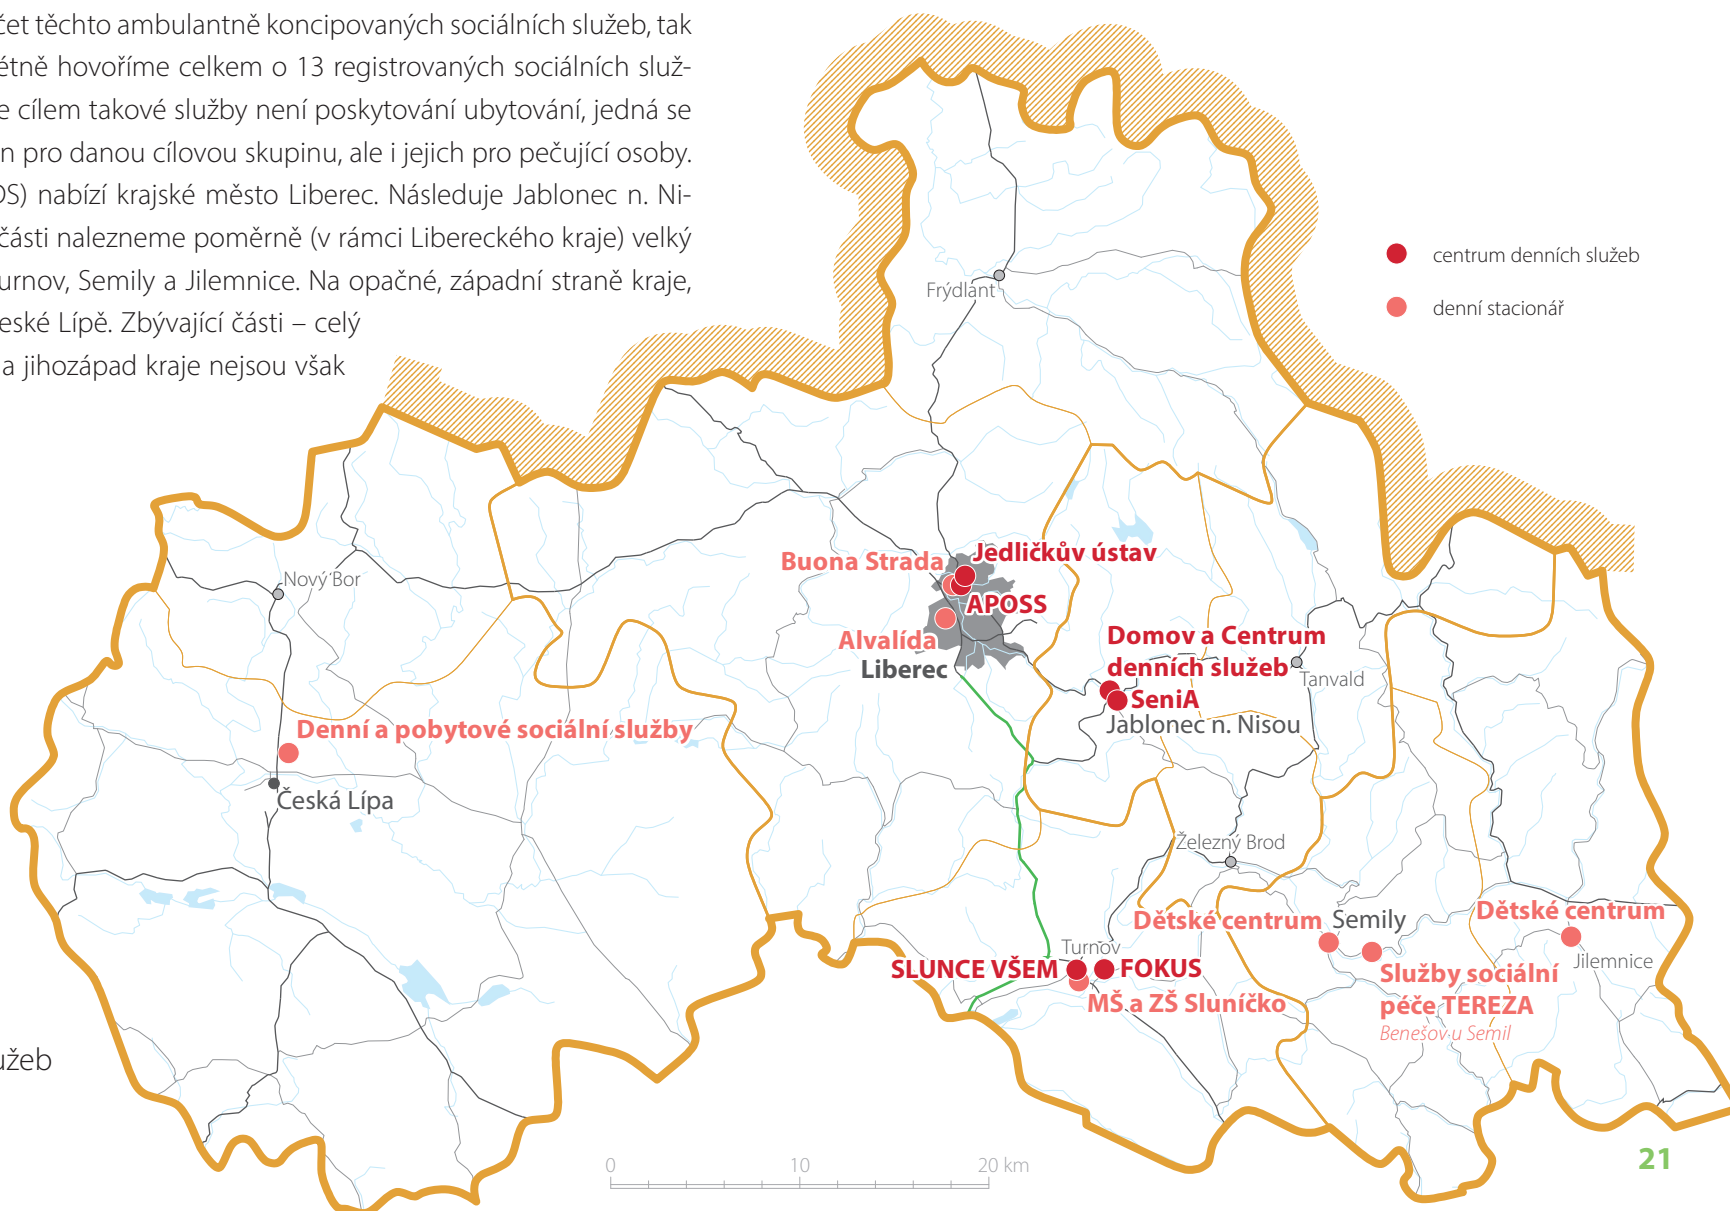 čet těchto ambulantně koncipovaných sociálních služeb, tak
étně hovoříme celkem o 13 registrovaných sociálních služ-
e cílem takové služby není poskytování ubytování, jedná se
n pro danou cílovou skupinu, ale i jejich pro pečující osoby.
DS) nabízí krajské město Liberec. Následuje Jablonec n. Ni-
části nalezneme poměrně (v rámci Libereckého kraje) velký
urnov, Semily a Jilemnice. Na opačné, západní straně kraje,
eské Lípě. Zbývající části – celý
a jihozápad kraje nejsou však
centrum denních služeb
denní stacionář
Frýdlant
Nový Bor
Buona Strada
Jedličkův ústav
APOSS
Alvalída
Liberec
Domov a Centrum
denních služeb
Tanvald
SeniA
Jablonec n. Nisou
Denní a pobytové sociální služby
Česká Lípa
Železný Brod
Dětské centrum
Semily
Dětské centrum
Turnov
Jilemnice
SLUNCE VŠEM
FOKUS
MŠ a ZŠ Sluníčko
Služby sociální
péče TEREZA
Benešov u Semil
užeb
0 10 20 km
21